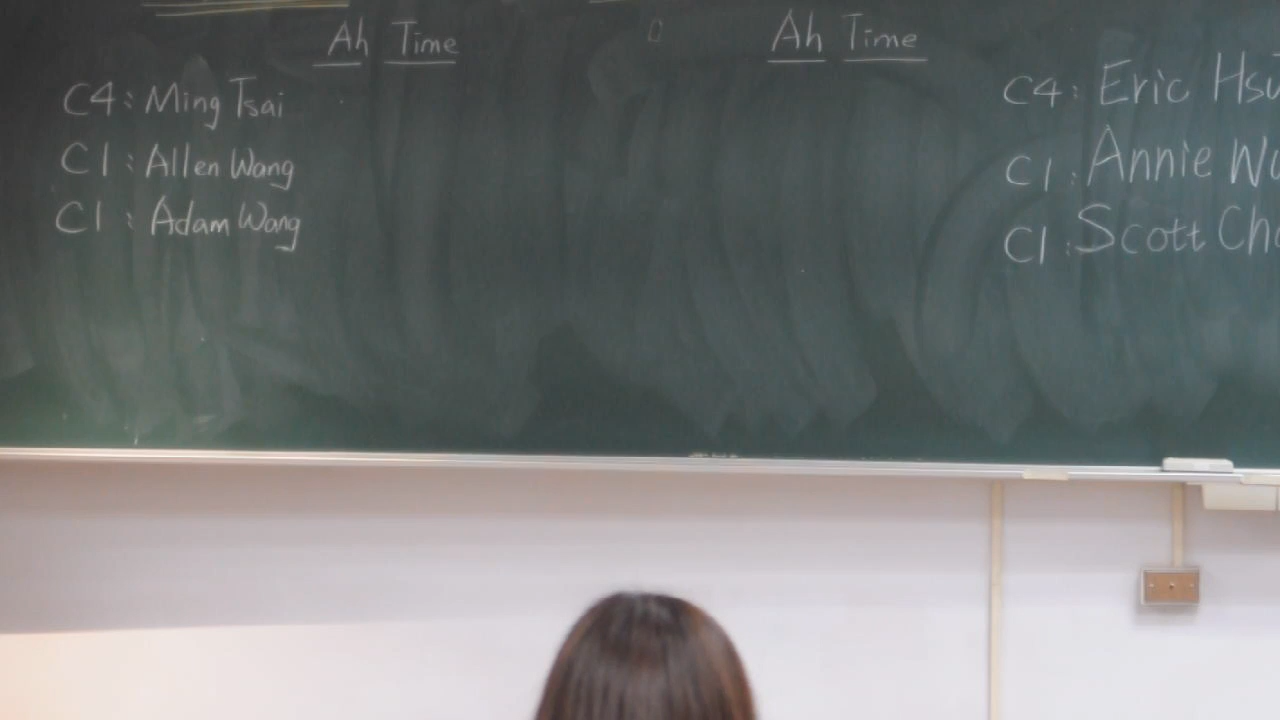 Ah Time
C4: Ming Tsai
C1: Allen Wang
C1: Adam Wang
Ah Time
C4: Eric
C1: Annie
C1: Scott